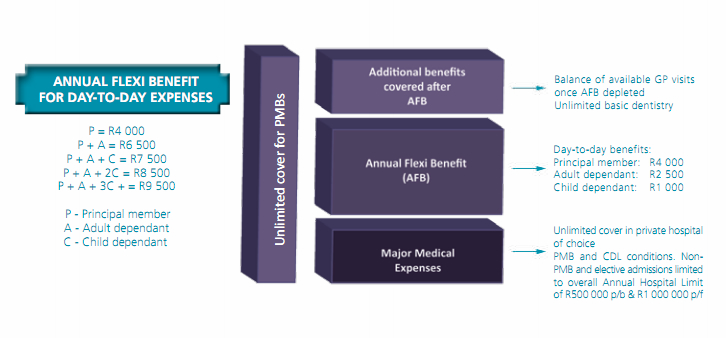 ANNUAL FLEXI BENEFIT
FOR DAY-TO-DAY EXPENSES
P = R4 000
P + A = R6 500
P + A + C = R7 500
P + A + 2C = R8 500
P + A + 3C + = R9 500
P - Principal member
A - Adult dependant
C - Child dependant
Unlimited cover for PMBs
Additional benefits
covered after
AFB
Balance of available GP visits
once AFB depleted
Unlimited basic dentistry
Annual Flexi Benefit
(AFB)
Day-to-day benefits:
Principal member: R4 000
Adult dependant: R2 500
Child dependant: R1 000
Major Medical
Expenses
Unlimited cover in private hospital
of choice
PMB and CDL conditions. Non-
PMB and elective admissions limited
to overall Annual Hospital Limit
of R500 000 p/b & R1 000 000 p/f